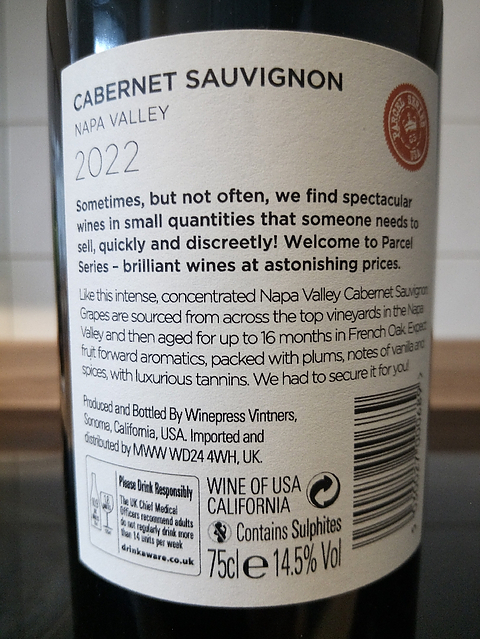 CABERNET SAUVIGNON
NAPA VALLEY
2022
PARCEL SERIES
Sometimes, but not often, we find spectacular
wines in small quantities that someone needs to
sell, quickly and discreetly! Welcome to Parcel
Series – brilliant wines at astonishing prices.
Like this intense, concentrated Napa Valley Cabernet Sauvignon.
Grapes are sourced from across the top vineyards in the Napa
Valley and then aged for up to 16 months in French Oak. Expect
fruit forward aromatics, packed with plums, notes of vanilla and
spices, with luxurious tannins. We had to secure it for you!
Produced and Bottled By Winepress Vintners,
Sonoma, California, USA. Imported and
distributed by MWW WD24 4WH, UK.
Please Drink Responsibly
The UK Chief Medical
Officers recommend adults
do not regularly drink more
than 14 units per week
drinkaware.co.uk
WINE OF USA
CALIFORNIA
Contains Sulphites
75cl e 14.5% Vol